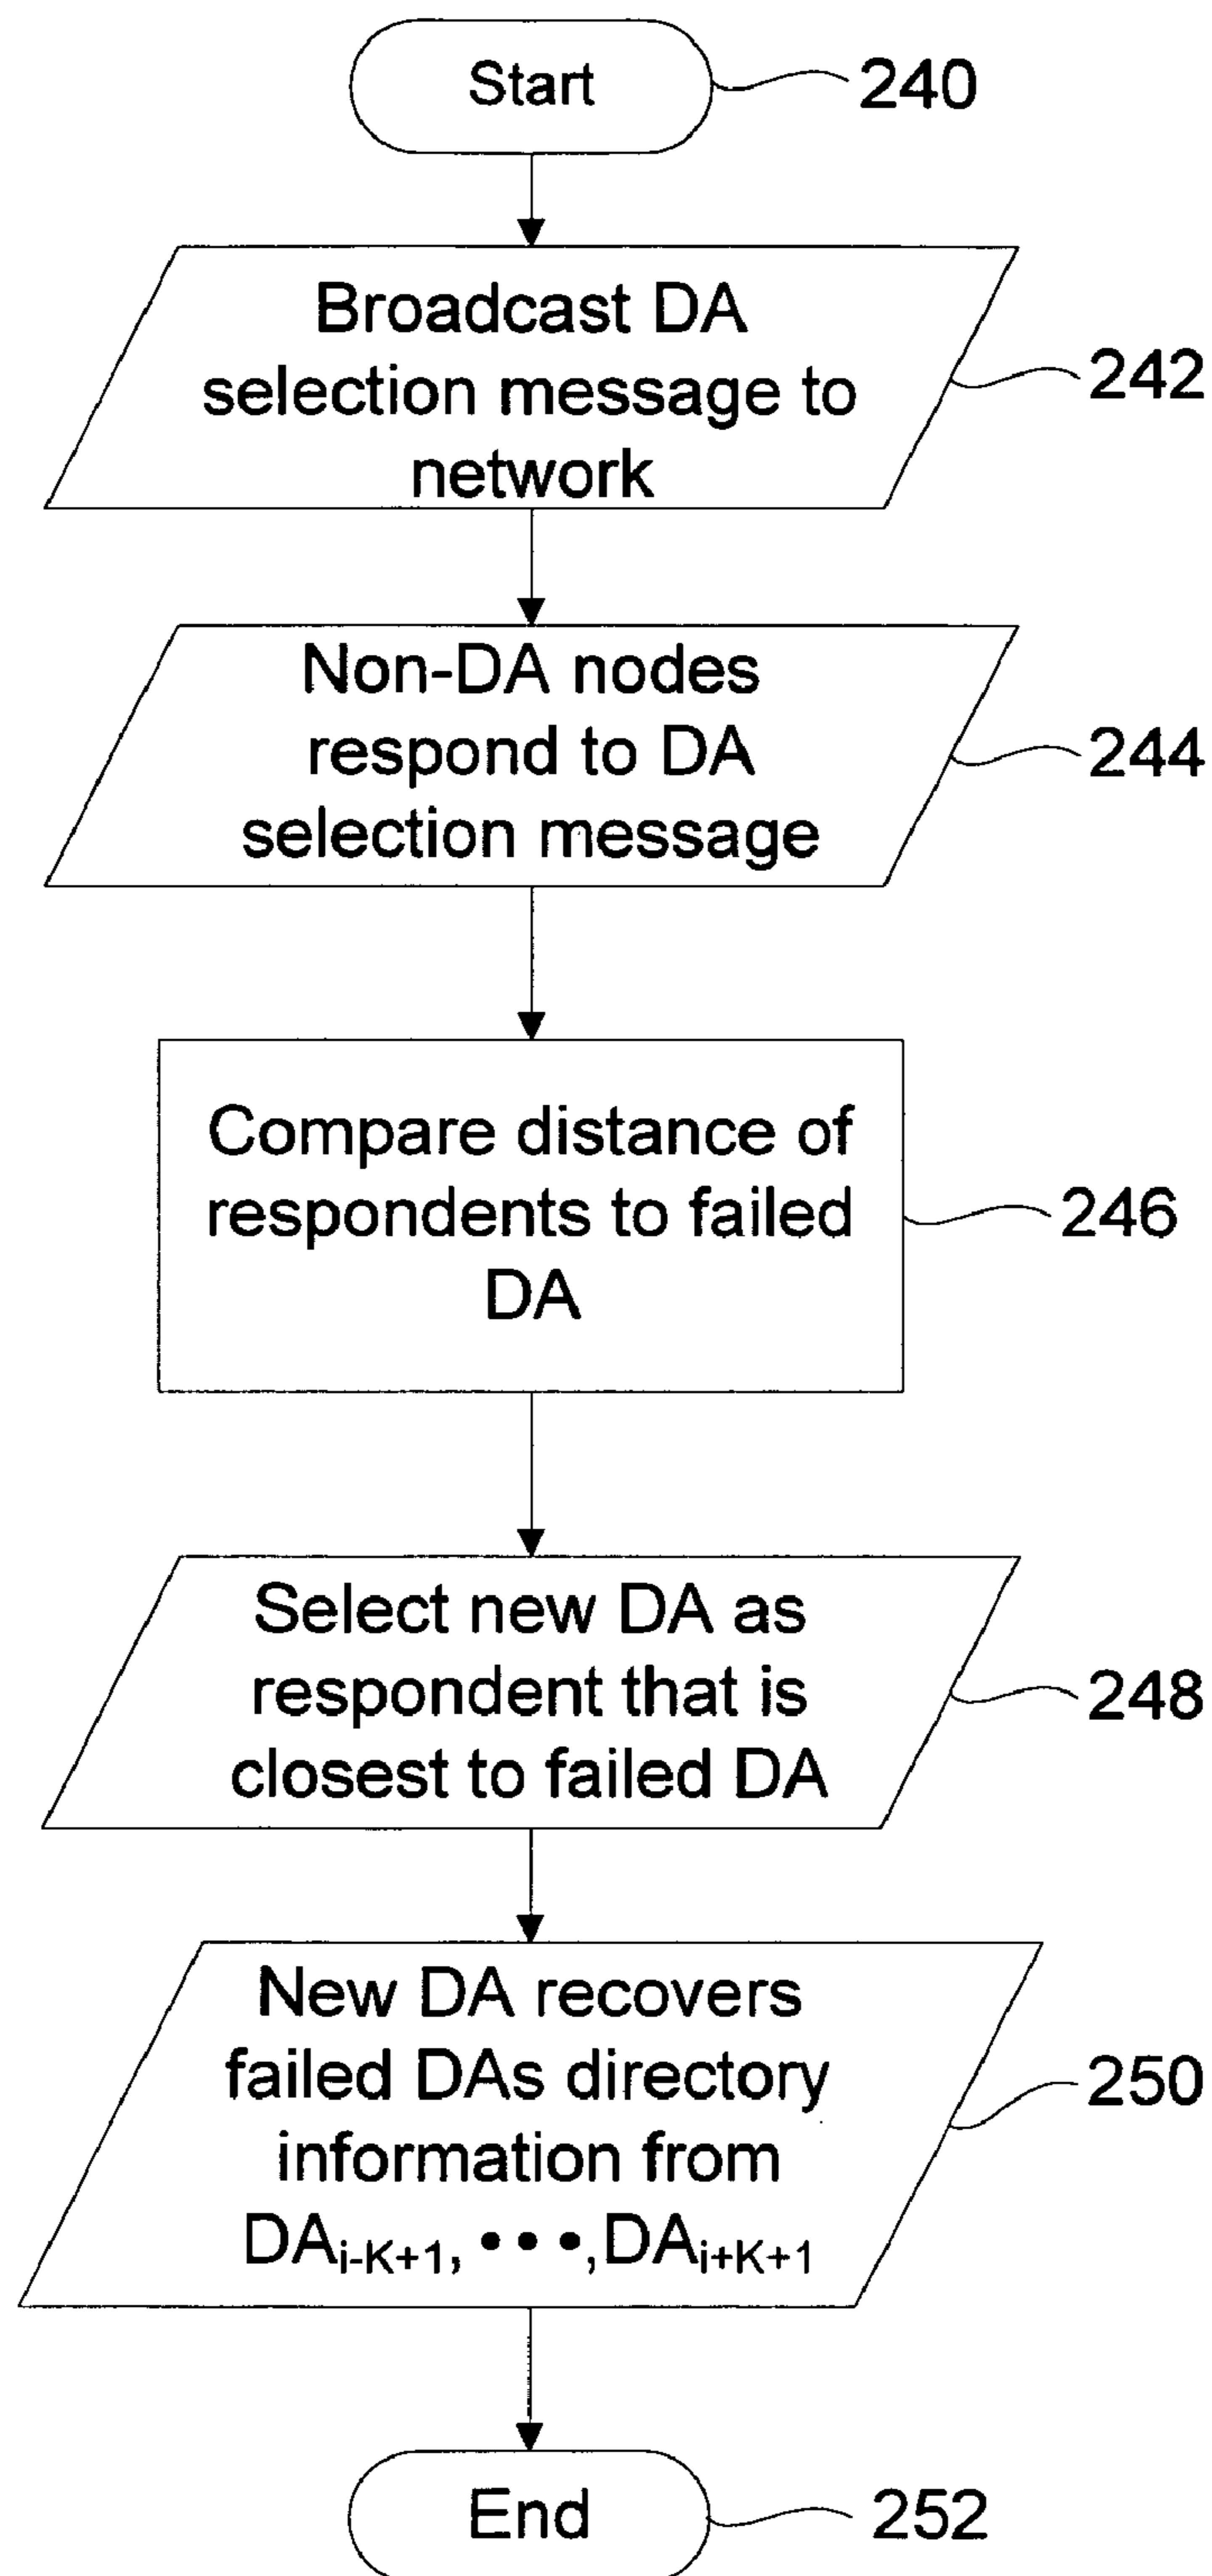 Start
240
Broadcast DA
selection message to
network
242
Non-DA nodes
respond to DA
selection message
244
Compare distance of
respondents to failed
DA
246
Select new DA as
respondent that is
closest to failed DA
248
New DA recovers
failed DAs directory
information from
DAi-K+1, • • •,DAi+K+1
250
End
252